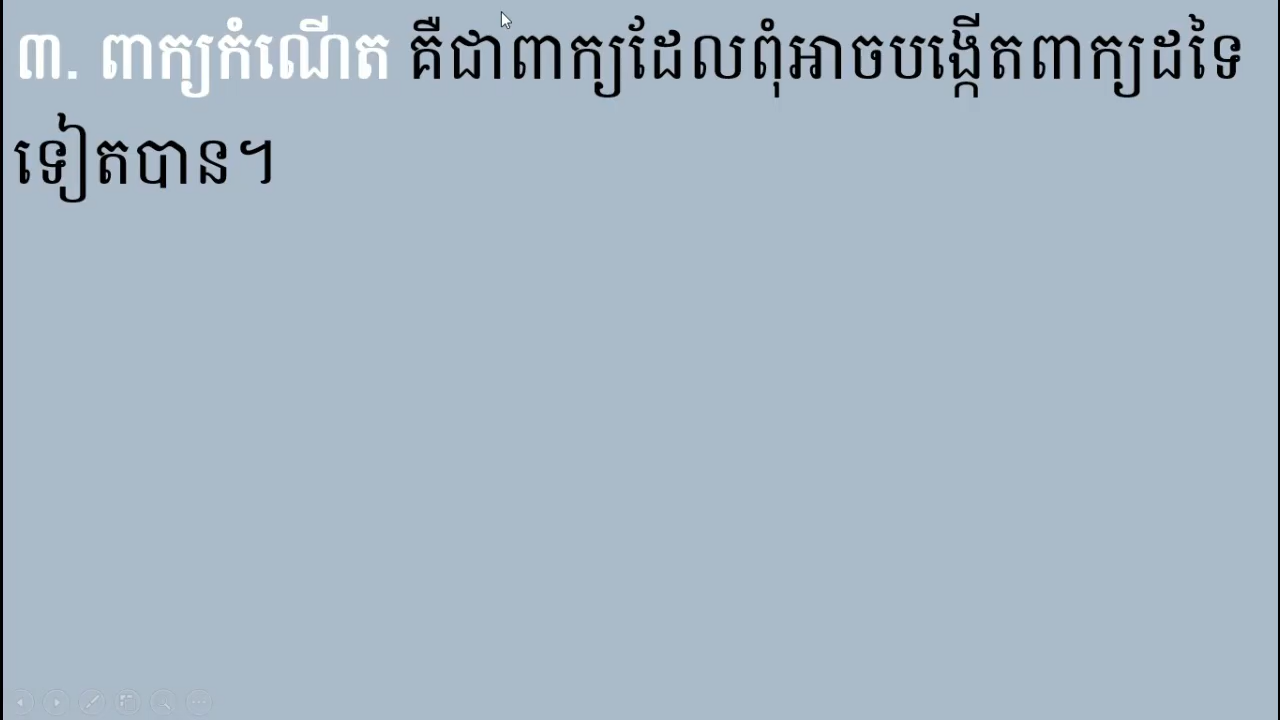 ៣. ពាក្យកំណើត គឺជាពាក្យដែលពុំអាចបង្កើតពាក្យដទៃ
ទៀតបាន។